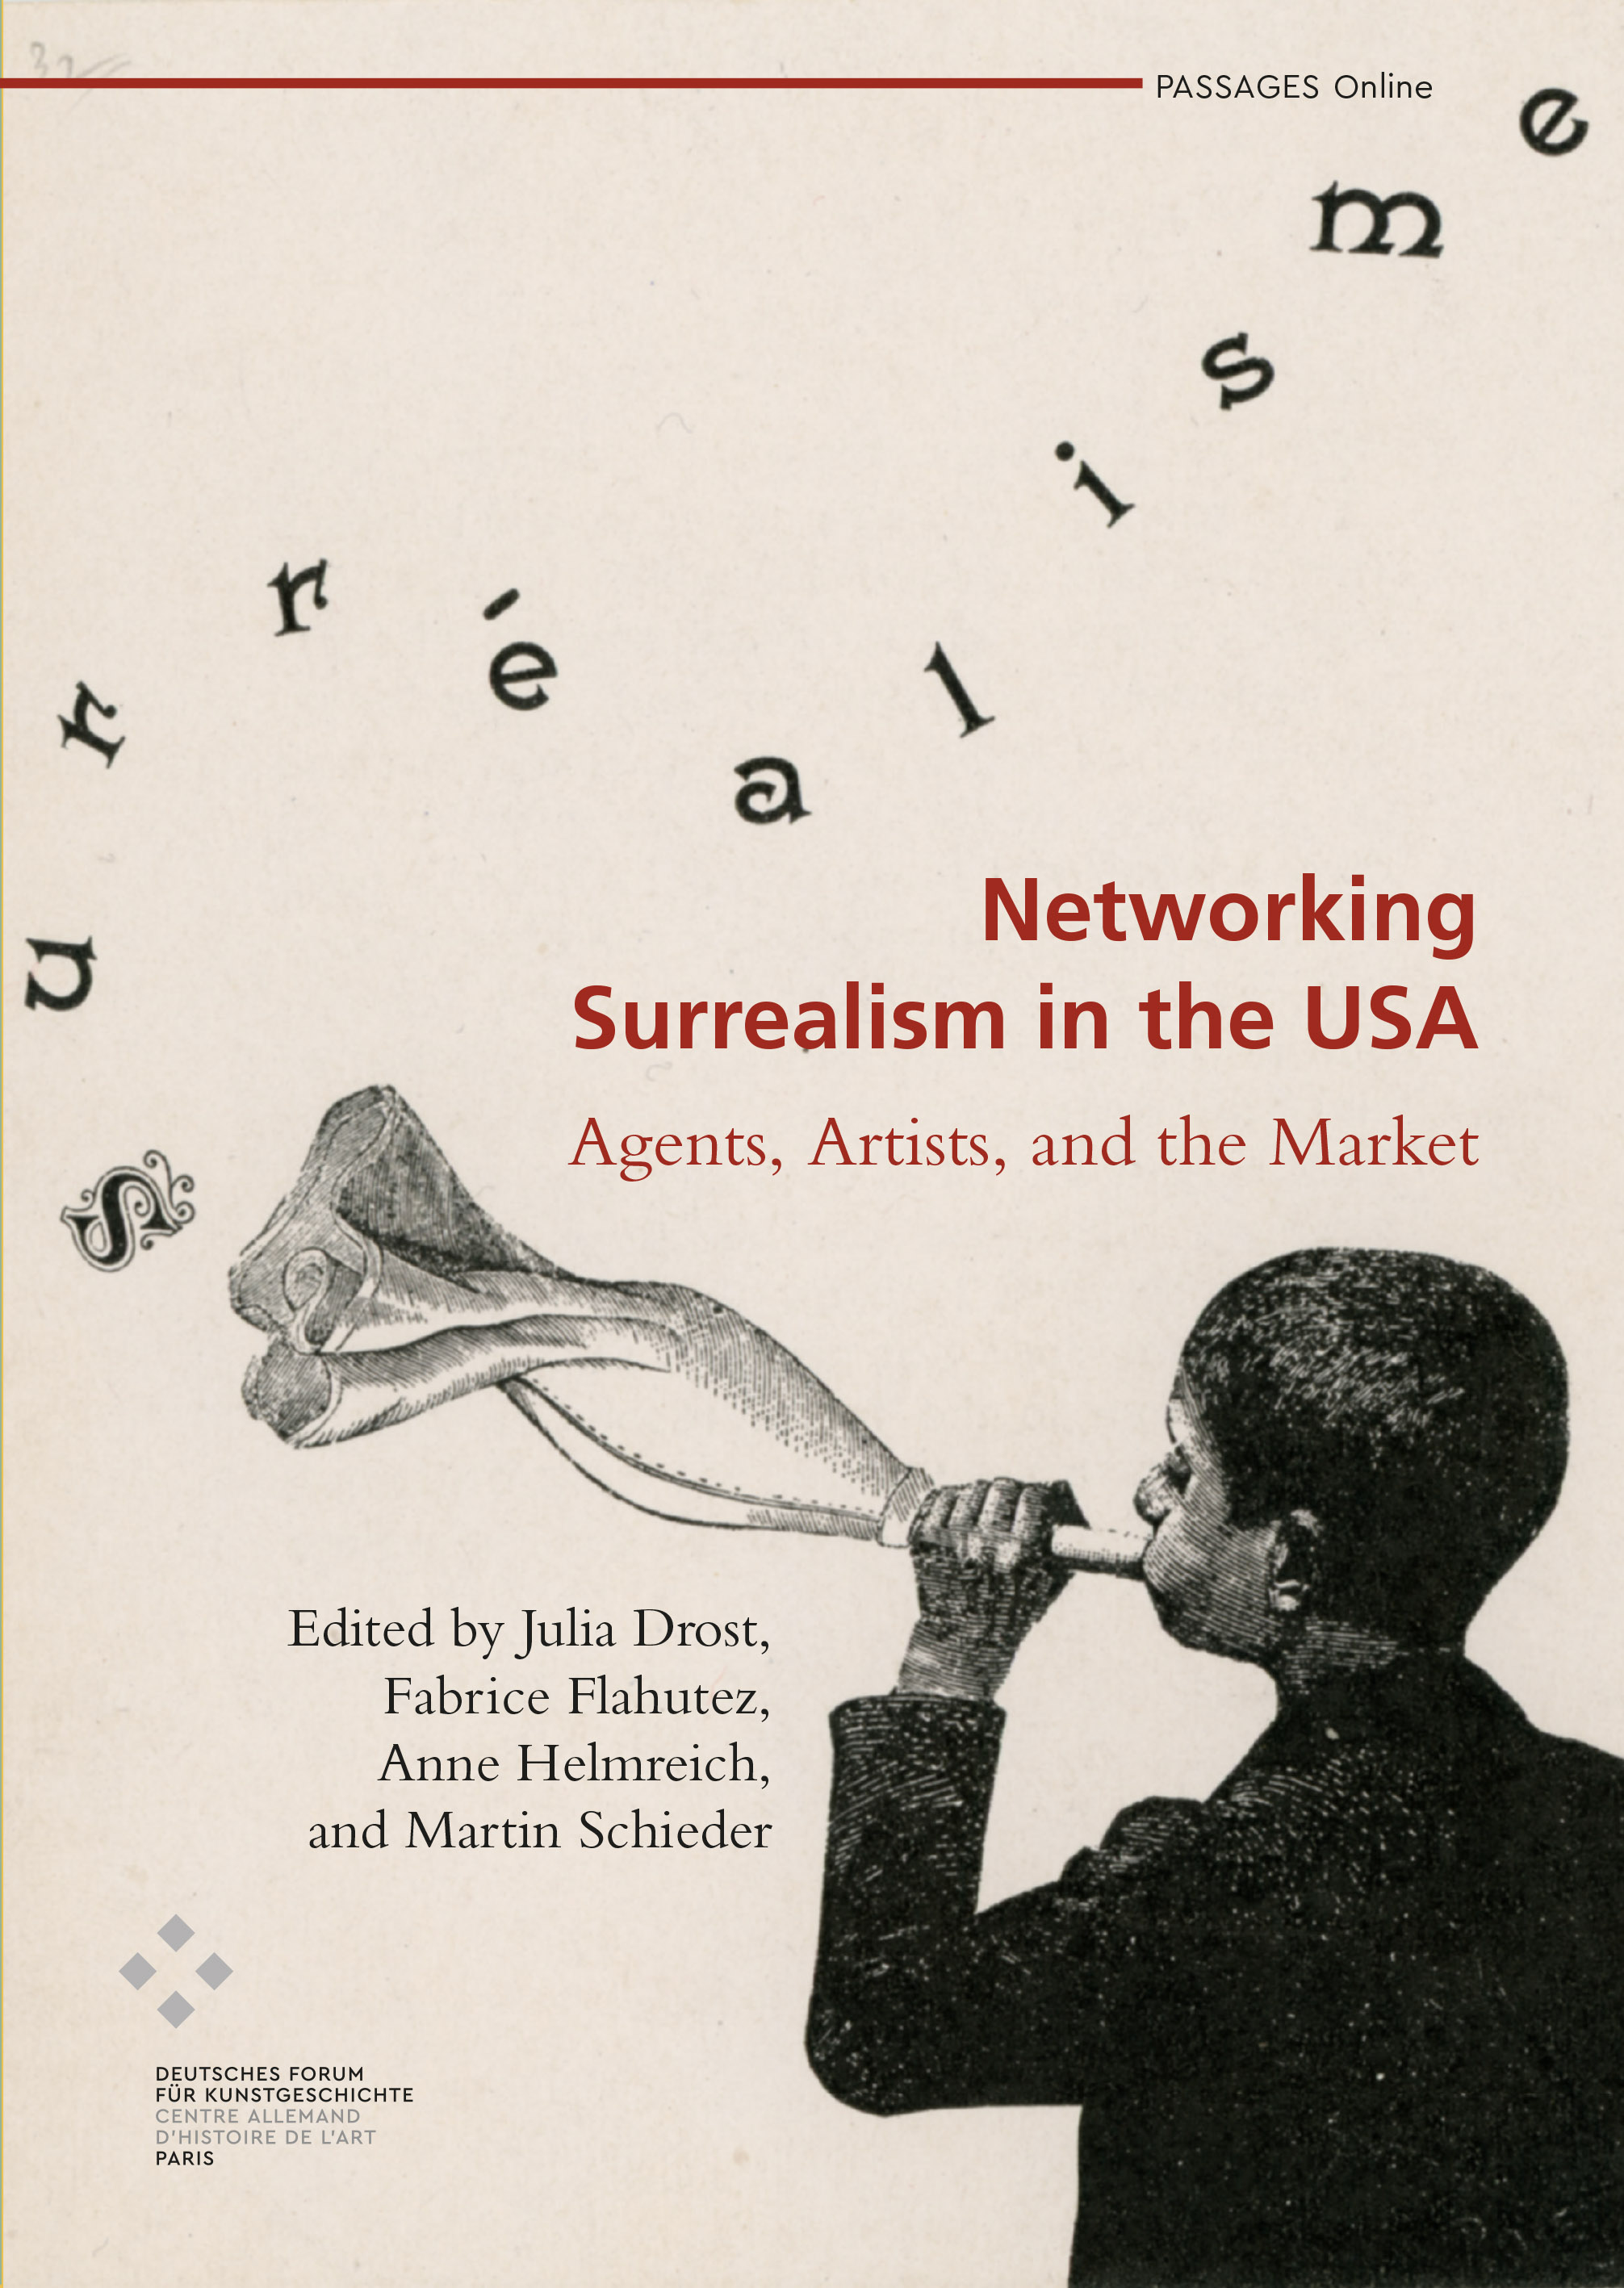 PASSAGES Online
surréalisme
Networking
Surrealism in the USA
Agents, Artists, and the Market
Edited by Julia Drost,
Fabrice Flahutez,
Anne Helmreich,
and Martin Schieder
DEUTSCHES FORUM
FÜR KUNSTGESCHICHTE
CENTRE ALLEMAND
D'HISTOIRE DE L'ART
PARIS